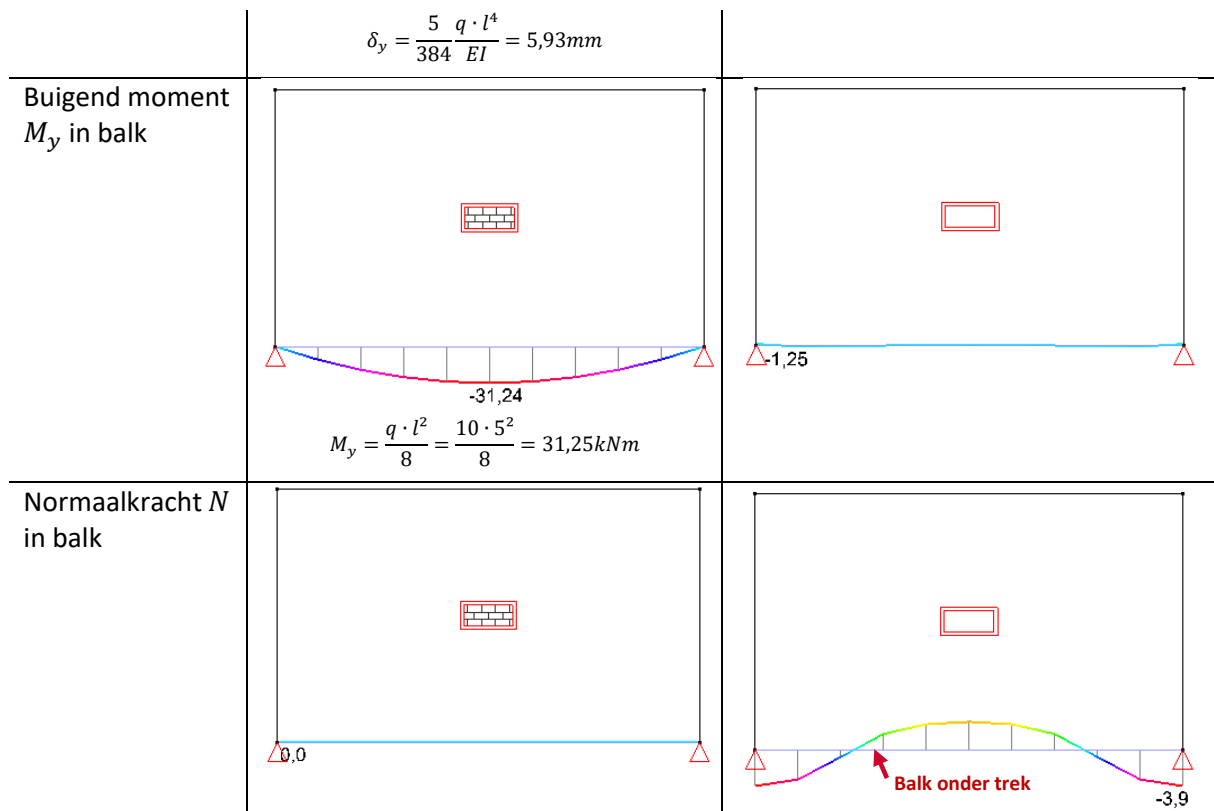 δ_y = 5/384 q · l⁴/EI = 5,93mm
Buigend moment
M_y in balk
-31,24
-1,25
M_y = q · l²/8 = 10 · 5²/8 = 31,25kNm
Normaalkracht N
in balk
0,0
Balk onder trek
-3,9